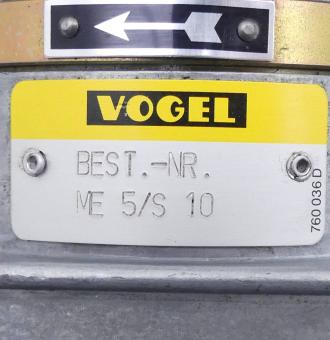 VOGEL
BEST.-NR.
ME 5/S 10
760 036 D